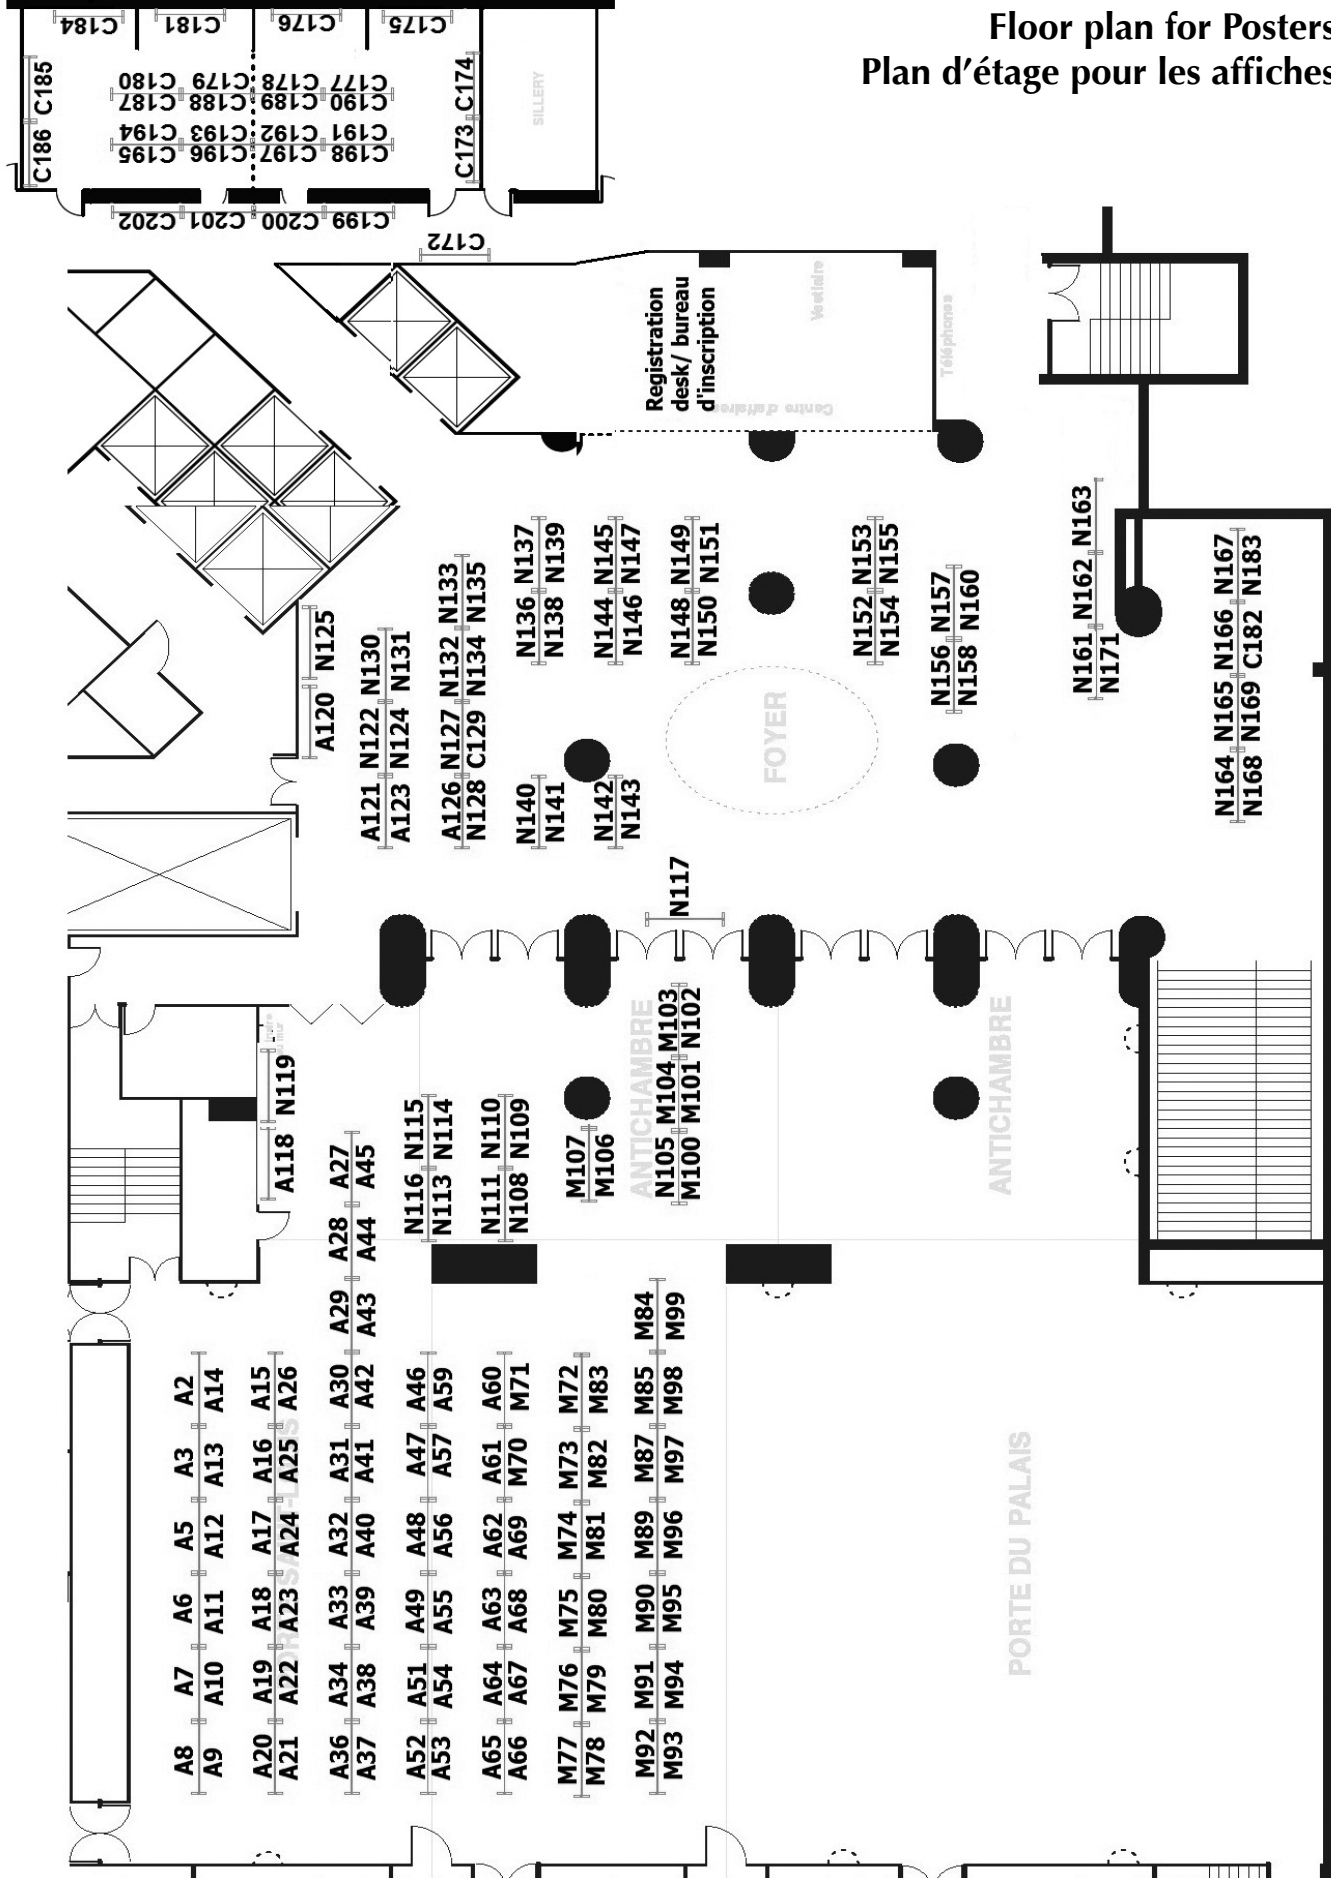 Floor plan for Posters
Plan d’étage pour les affiches
C184 C181 C176 C175
C185 C186
C180 C179 C178 C177
C187 C188 C189 C190
C194 C193 C192 C191
C195 C196 C197 C198
C174 C173
SILLERY
C202 C201 C200 C199
C172
Registration
desk/ bureau
d'inscription
Vestiaire
Téléphones
Centre d'affaires
N125 A120
N130 N122 A121
N131 N124 A123
N133 N132 N127 A126
N135 N134 C129 N128
N137 N136
N139 N138
N140
N141
N145 N144
N147 N146
N142
N143
N149 N148
N151 N150
N153 N152
N155 N154
N157 N156
N160 N158
N163 N162 N161
N171
N167 N166 N165 N164
N183 C182 N169 N168
FOYER
N117
ANTICHAMBRE
ANTICHAMBRE
N119 A118
N115 N116
N114 N113
N110 N111
N109 N108
M107
M106
M103 M104 N105
N102 M101 M100
A2 A3 A5 A6 A7 A8
A14 A13 A12 A11 A10 A9
A15 A16 A17 A18 A19 A20
A26 A25 A24 A23 A22 A21
A27 A28 A29 A30 A31 A32 A33 A34 A36
A45 A44 A43 A42 A41 A40 A39 A38 A37
A46 A47 A48 A49 A51 A52
A59 A57 A56 A55 A54 A53
A60 A61 A62 A63 A64 A65
M71 M70 A69 A68 A67 A66
M72 M73 M74 M75 M76 M77
M83 M82 M81 M80 M79 M78
M84 M85 M87 M89 M90 M91 M92
M99 M98 M97 M96 M95 M94 M93
PORTE DU PALAIS